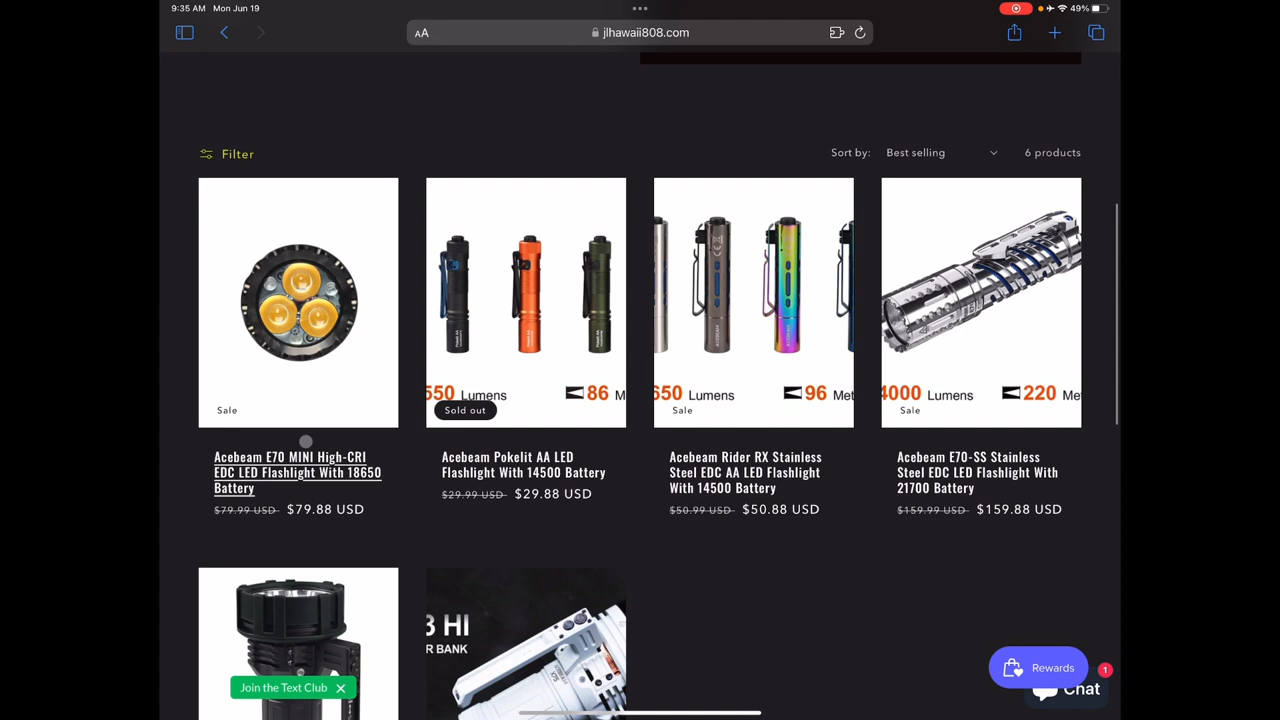 9:35 AM Mon Jun 19
49%
AA
jlhawaii808.com
Filter
Sort by: Best selling 6 products
Sale
550 Lumens 86 M
Sold out
650 Lumens 96 Met
Sale
4000 Lumens 220 Me
Sale
Acebeam E70 MINI High-CRI
EDC LED Flashlight With 18650
Battery
$79.99 USD $79.88 USD
Acebeam Pokelit AA LED
Flashlight With 14500 Battery
$29.99 USD $29.88 USD
Acebeam Rider RX Stainless
Steel EDC AA LED Flashlight
With 14500 Battery
$50.99 USD $50.88 USD
Acebeam E70-SS Stainless
Steel EDC LED Flashlight With
21700 Battery
$159.99 USD $159.88 USD
3 HI
ER BANK
Join the Text Club
Rewards
1
Chat